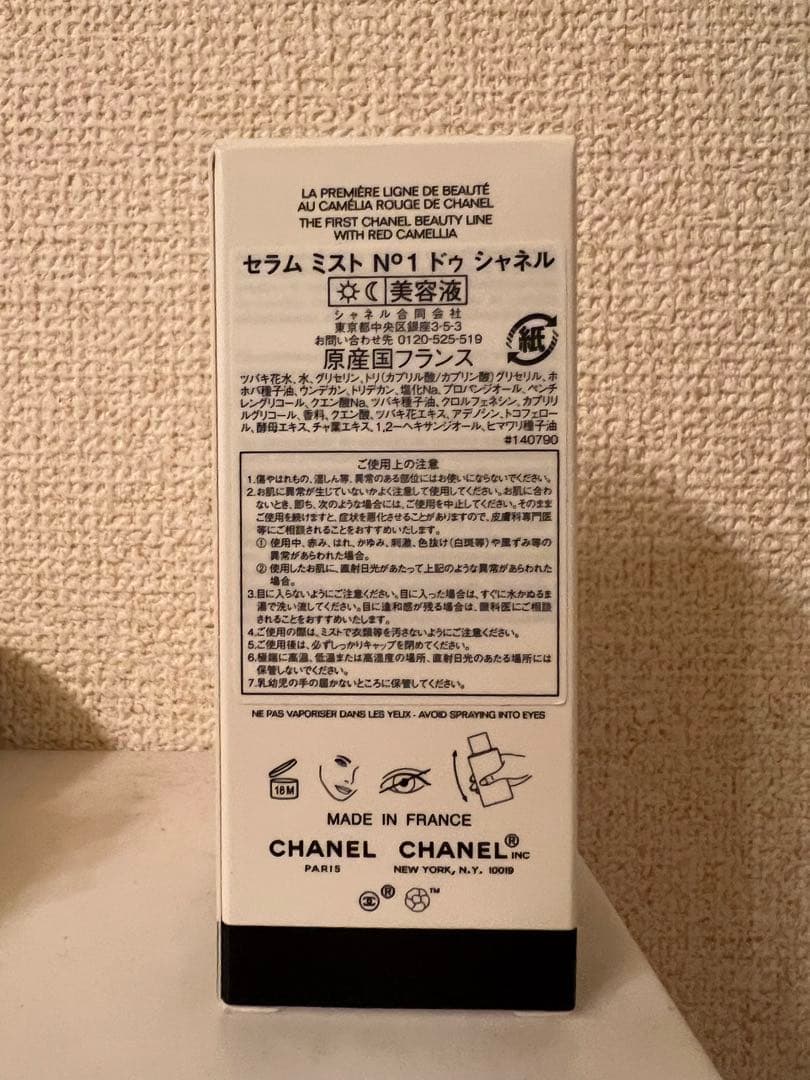 LA PREMIÈRE LIGNE DE BEAUTÉ
AU CAMÉLIA ROUGE DE CHANEL
THE FIRST CHANEL BEAUTY LINE
WITH RED CAMELLIA
セラム ミスト Nº1 ドゥ シャネル
美容液
シャネル合同会社
東京都中央区銀座3-5-3
お問い合わせ先 0120-525-519
紙
原産国フランス
ツバキ花水、水、グリセリン、トリ(カプリル酸/カプリン酸)グリセリル、ホ
ホバ種子油、ウンデカン、トリデカン、塩化Na、プロパンジオール、ペンチ
レングリコール、クエン酸Na、ツバキ種子油、クロルフェネシン、カプリリ
ルグリコール、香料、クエン酸、ツバキ花エキス、アデノシン、トコフェロー
ル、酵母エキス、チャ葉エキス、1,2-ヘキサンジオール、ヒマワリ種子油
#140790
ご使用上の注意
1.傷やはれもの、湿しん等、異常のある部位にはお使いにならないでください。
2.お肌に異常が生じていないかよく注意して使用してください。お肌に合わ
ないとき、即ち、次のような場合には、ご使用を中止してください。そのまま
ご使用を続けますと、症状を悪化させることがありますので、皮膚科専門医
等にご相談されることをおすすめいたします。
① 使用中、赤み、はれ、かゆみ、刺激、色抜け(白斑等)や黒ずみ等の
異常があらわれた場合。
② 使用したお肌に、直射日光があたって上記のような異常があらわれた
場合。
3.目に入らないようにご注意ください。目に入った場合は、すぐに水かぬるま
湯で洗い流してください。目に違和感が残る場合は、眼科医にご相談
されることをおすすめいたします。
4.ご使用の際は、ミストで衣類等を汚さないようにご注意ください。
5.ご使用後は、必ずしっかりキャップを閉めてください。
6.極端に高温、低温または高湿度の場所、直射日光のあたる場所には
保管しないでください。
7.乳幼児の手の届かないところに保管してください。
NE PAS VAPORISER DANS LES YEUX - AVOID SPRAYING INTO EYES
18M
MADE IN FRANCE
CHANEL CHANEL® INC
PARIS NEW YORK, N.Y. 10019
® ™